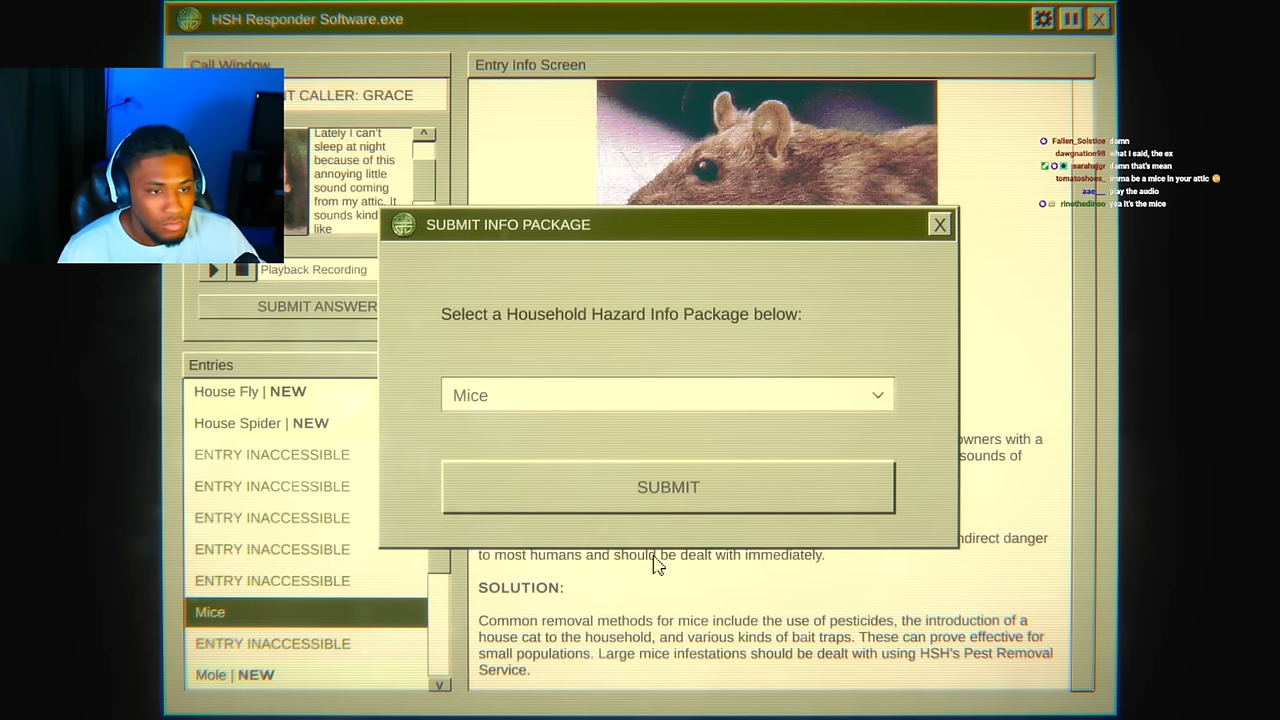 HSH Responder Software.exe
X
Call Window
Entry Info Screen
T CALLER: GRACE
Lately I can't
sleep at night
because of this
annoying little
sound coming
from my attic. It
sounds kind
like
Playback Recording
SUBMIT ANSWER
Entries
House Fly | NEW
House Spider | NEW
ENTRY INACCESSIBLE
ENTRY INACCESSIBLE
ENTRY INACCESSIBLE
ENTRY INACCESSIBLE
ENTRY INACCESSIBLE
Mice
ENTRY INACCESSIBLE
Mole | NEW
SUBMIT INFO PACKAGE
X
Select a Household Hazard Info Package below:
Mice
SUBMIT
owners with a
sounds of
ndirect danger
to most humans and should be dealt with immediately.
SOLUTION:
Common removal methods for mice include the use of pesticides, the introduction of a
house cat to the household, and various kinds of bait traps. These can prove effective for
small populations. Large mice infestations should be dealt with using HSH's Pest Removal
Service.
Fallen_Solstice damn
dawgnation98 what I said, the ex
damn that's mean
tomatoshoes_ imma be a mice in your attic
aae__ play the audio
yea it's the mice